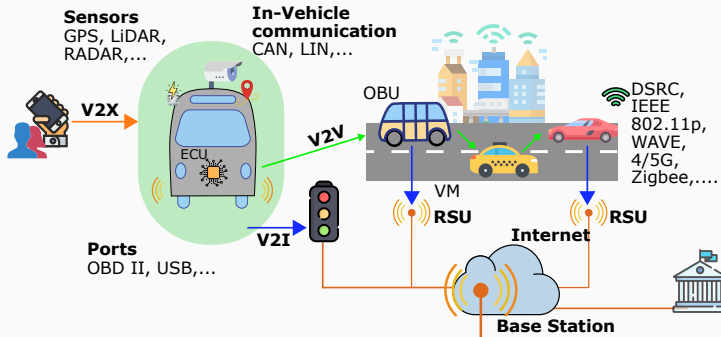 Sensors
GPS, LiDAR,
RADAR,...
In-Vehicle
communication
CAN, LIN,...
V2X
ECU
V2V
OBU
DSRC,
IEEE
802.11p,
WAVE,
4/5G,
Zigbee,....
VM
RSU
RSU
V2I
Ports
OBD II, USB,...
Internet
Base Station